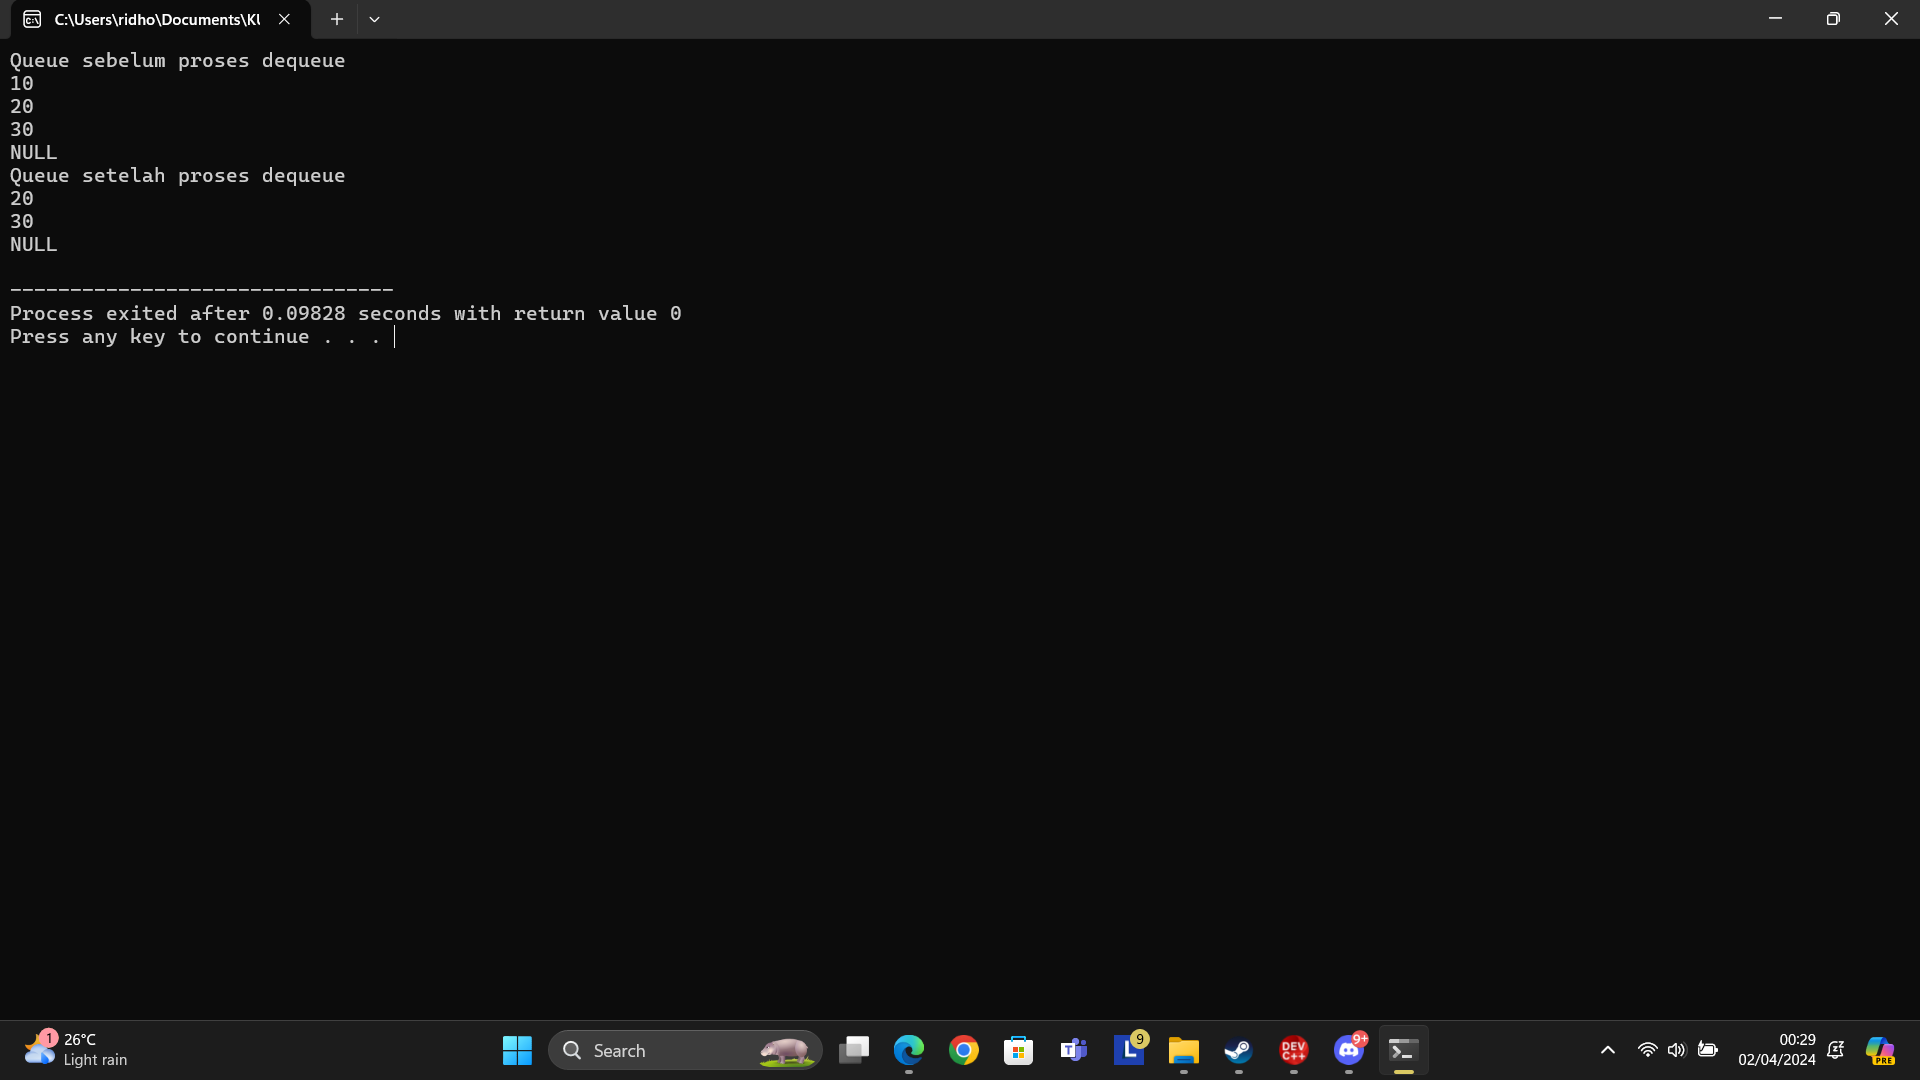 C:\Users\ridho\Documents\KU
Queue sebelum proses dequeue
10
20
30
NULL
Queue setelah proses dequeue
20
30
NULL
--------------------------------
Process exited after 0.09828 seconds with return value 0
Press any key to continue . . .
1
26°C
Light rain
Search
T
L
9
DEV
C++
9+
00:29
02/04/2024
PRE